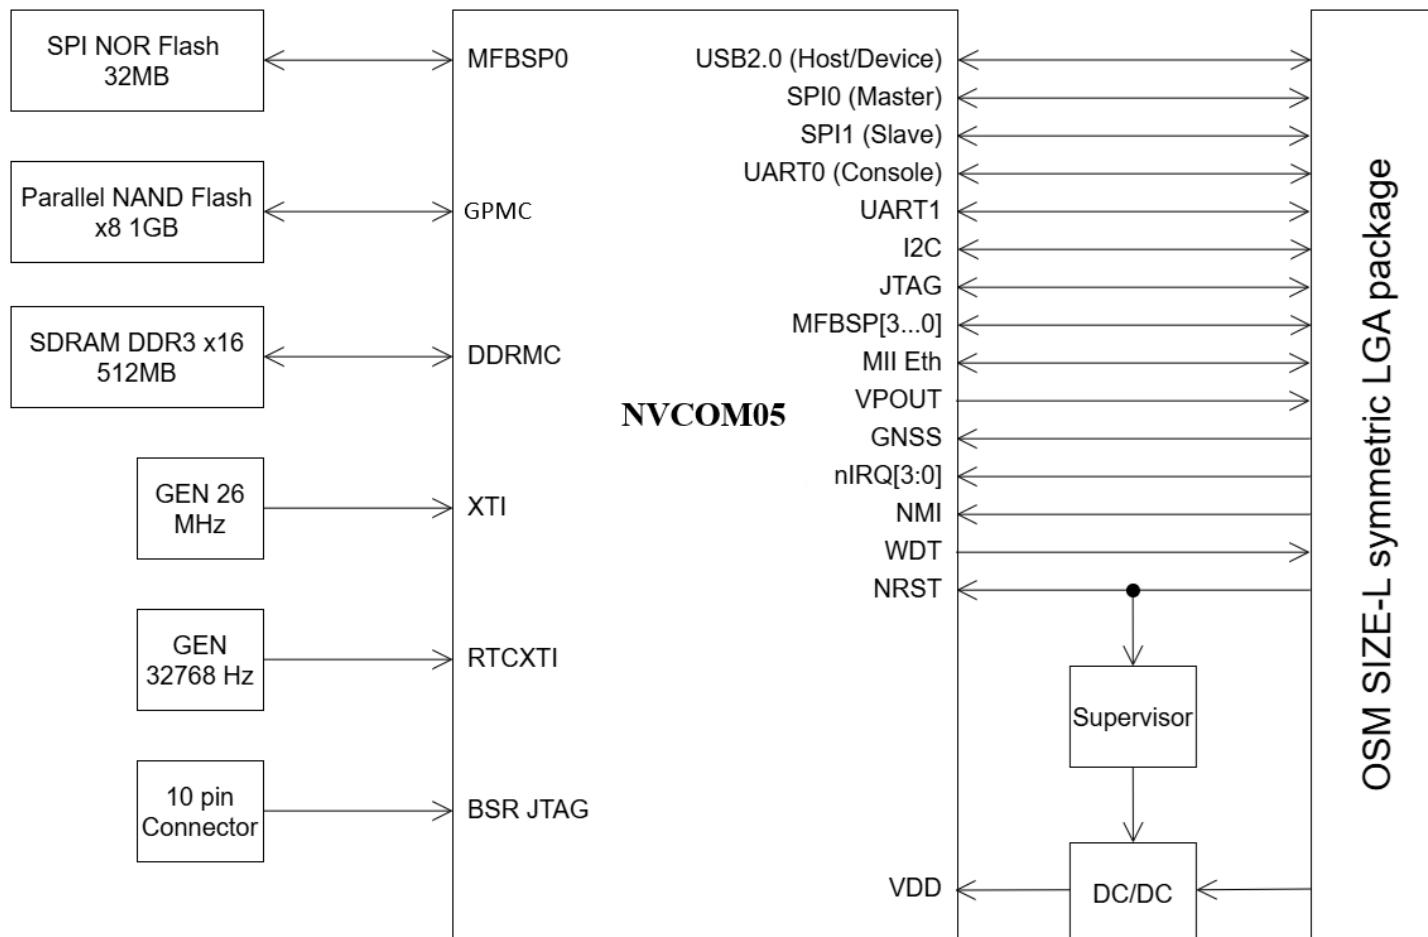 SPI NOR Flash
32MB
Parallel NAND Flash
x8 1GB
SDRAM DDR3 x16
512MB
GEN 26
MHz
GEN
32768 Hz
10 pin
Connector
MFBSP0
GPMC
DDRMC
XTI
RTCXTI
BSR JTAG
NVCOM05
USB2.0 (Host/Device)
SPI0 (Master)
SPI1 (Slave)
UART0 (Console)
UART1
I2C
JTAG
MFBSP[3...0]
MII Eth
VPOUT
GNSS
nIRQ[3:0]
NMI
WDT
NRST
VDD
Supervisor
DC/DC
OSM SIZE-L symmetric LGA package